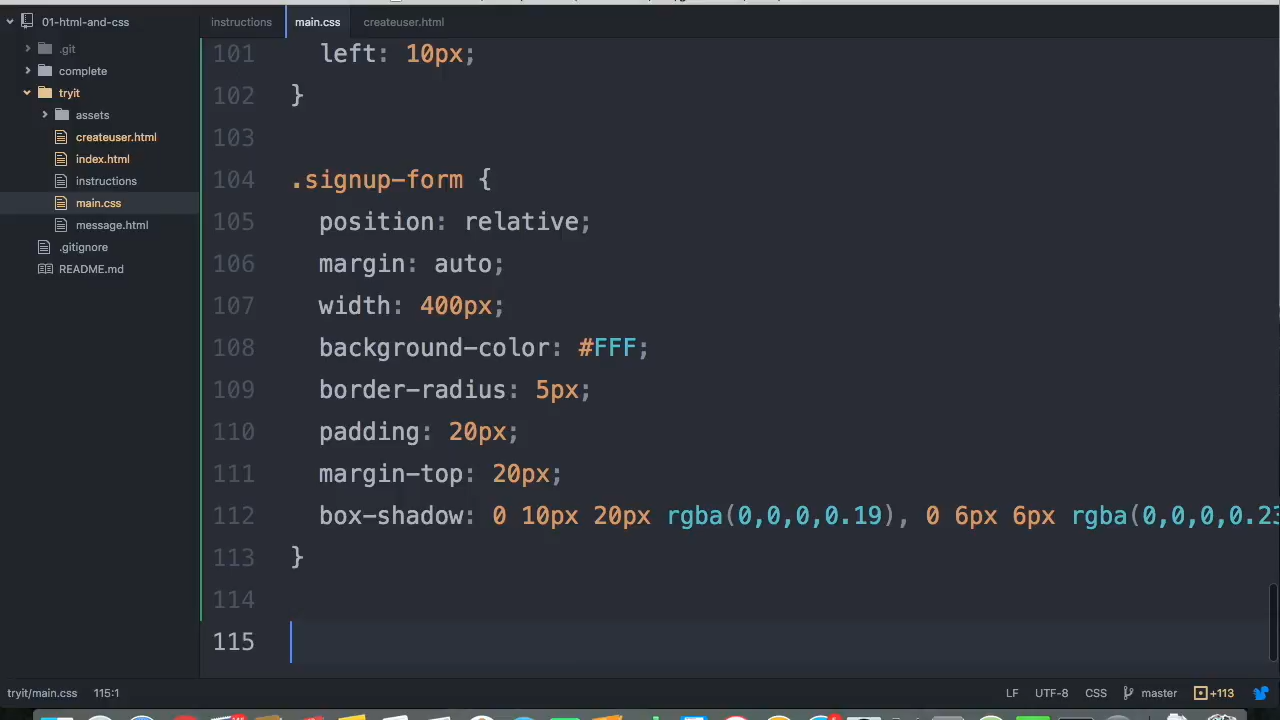 01-html-and-css
.git
complete
tryit
assets
createuser.html
index.html
instructions
main.css
message.html
.gitignore
README.md
instructions
main.css
createuser.html
101 left: 10px;
102 }
103
104 .signup-form {
105 position: relative;
106 margin: auto;
107 width: 400px;
108 background-color: #FFF;
109 border-radius: 5px;
110 padding: 20px;
111 margin-top: 20px;
112 box-shadow: 0 10px 20px rgba(0,0,0,0.19), 0 6px 6px rgba(0,0,0,0.23
113 }
114
115
tryit/main.css 115:1 LF UTF-8 CSS master +113